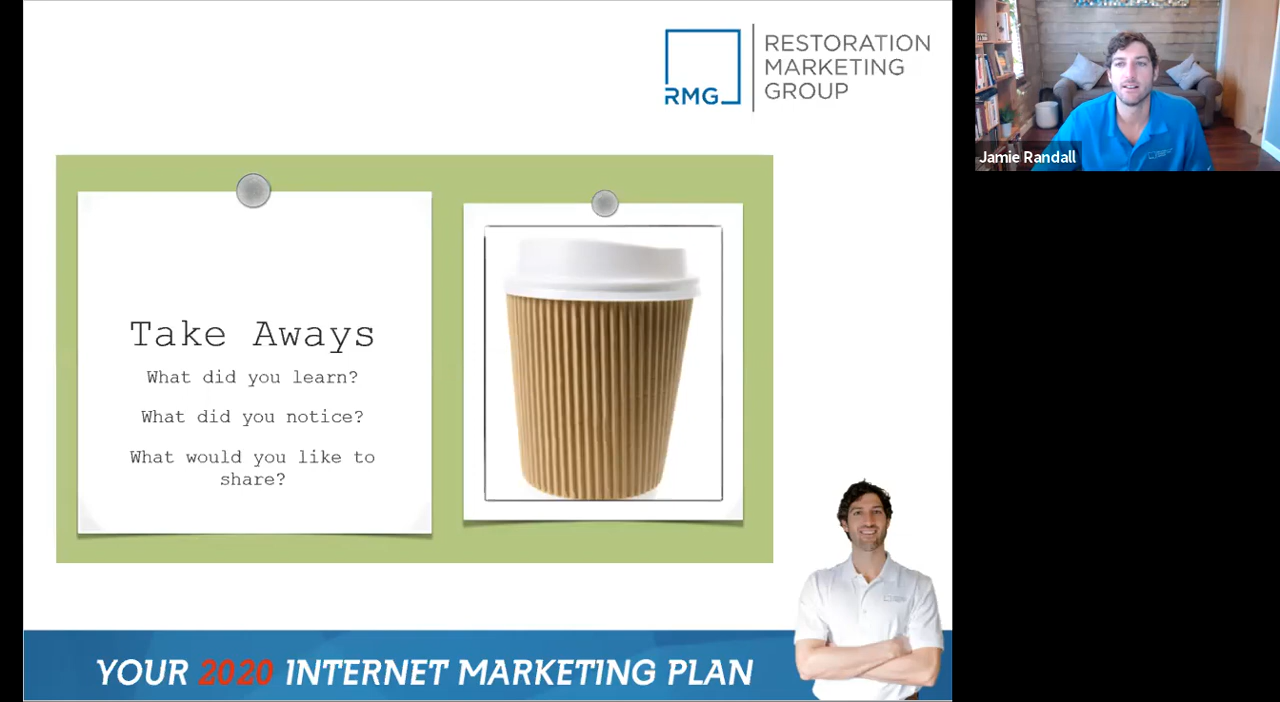 RMG
RESTORATION
MARKETING
GROUP
Jamie Randall
Take Aways
What did you learn?
What did you notice?
What would you like to
share?
YOUR 2020 INTERNET MARKETING PLAN